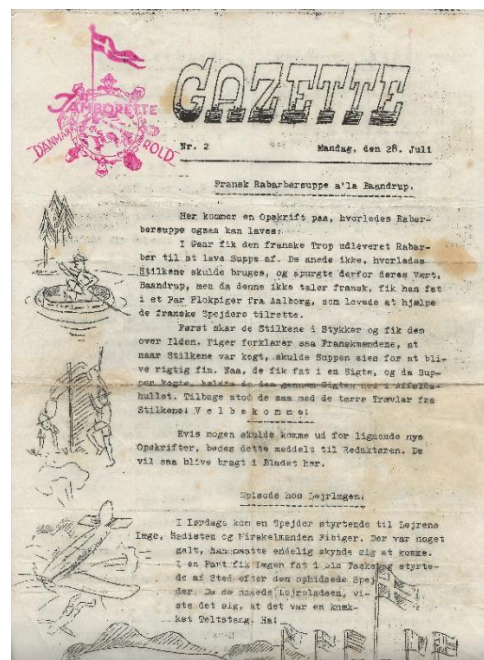 JAMBORETTE
DANMARK ROLD
GAZETTE
Nr. 2 Mandag, den 28. Juli
Fransk Rabarbersuppe a'la Baandrup.
Her kommer en Opskrift paa, hvorledes Rabar-
bersuppe ogsaa kan laves:
I Gaar fik den franske Trop udleveret Rabar-
ber til at lave Suppe af. De anede ikke, hvorledes
Stilkene skulde bruges, og spurgte derfor deres Vært,
Baandrup, men da denne ikke taler fransk, fik han fat
i et Par Flokpiger fra Aalborg, som lovede at hjælpe
de franske Spejdere tilrette.
Først skar de Stilkene i Stykker og fik dem
over Ilden. Piger forklarer saa Franskmændene, at
naar Stilkene var kogt, skulde Suppen sies for at bli-
ve rigtig fin. Naa, de fik fat i en Sigte, og da Sup-
pen kogte, hældte de den gennem Sigten ned i Affalds-
hullet. Tilbage stod de saa med de tørre Trævler fra
Stilkene! V e l b e k o m m e !
Hvis nogen skulde komme ud for lignende nye
Opskrifter, bedes dette meddelt til Redaktøren. De
vil saa blive bragt i Bladet her.
Episode hos Lejrlægen.
I Lørdags kom en Spejder styrtende til Lejrens
Læge, Medisten og Firskelmanden Fibiger. Der var noget
galt, han maatte endelig skynde sig at komme.
I en Fart fik Lægen fat i sin Taske og styrte-
de af Sted efter den ophidsede Spej-
der. Da de naaede Lejrpladsen, vi-
ste det sig, at det var en knæk-
ket Teltstang. Ha!